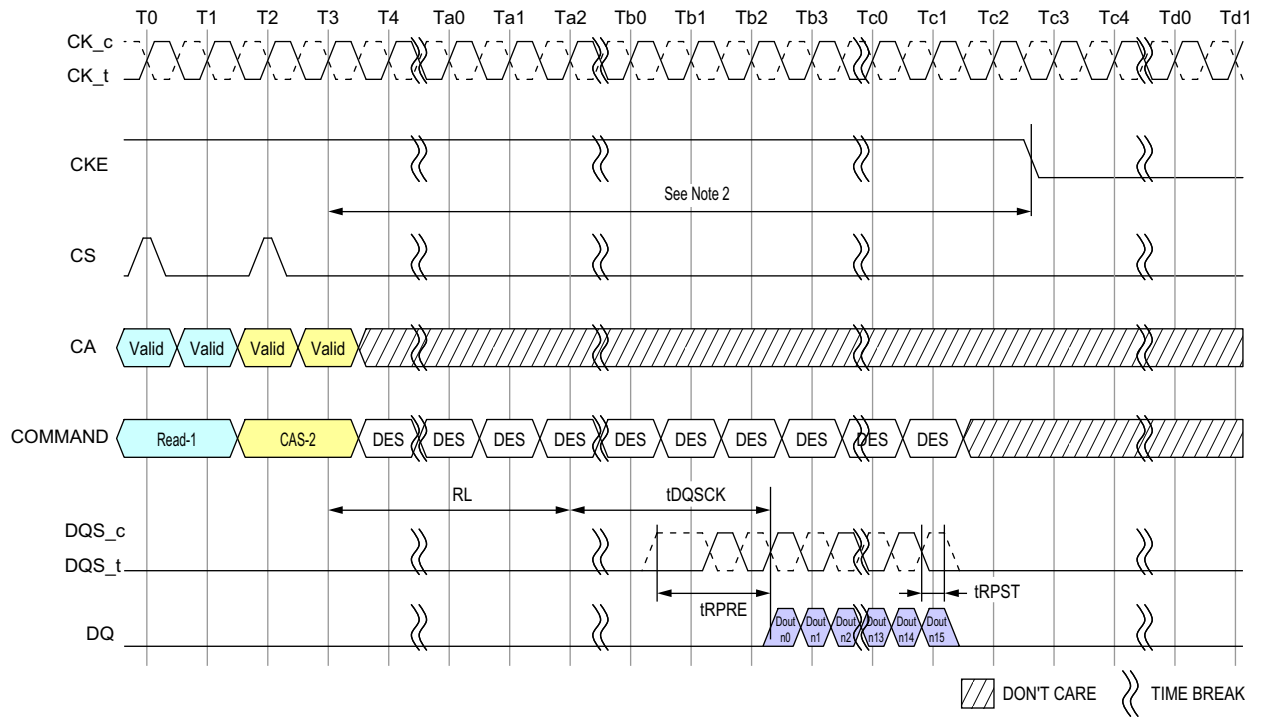 T0 T1 T2 T3 T4 Ta0 Ta1 Ta2 Tb0 Tb1 Tb2 Tb3 Tc0 Tc1 Tc2 Tc3 Tc4 Td0 Td1
CK_c
CK_t
CKE
See Note 2
CS
CA Valid Valid Valid Valid
COMMAND Read-1 CAS-2 DES DES DES DES DES DES DES DES DES DES
RL tDQSCK
DQS_c
DQS_t
tRPRE tRPST
DQ
Dout n0 Dout n1 Dout n2 Dout n13 Dout n14 Dout n15
DON'T CARE TIME BREAK